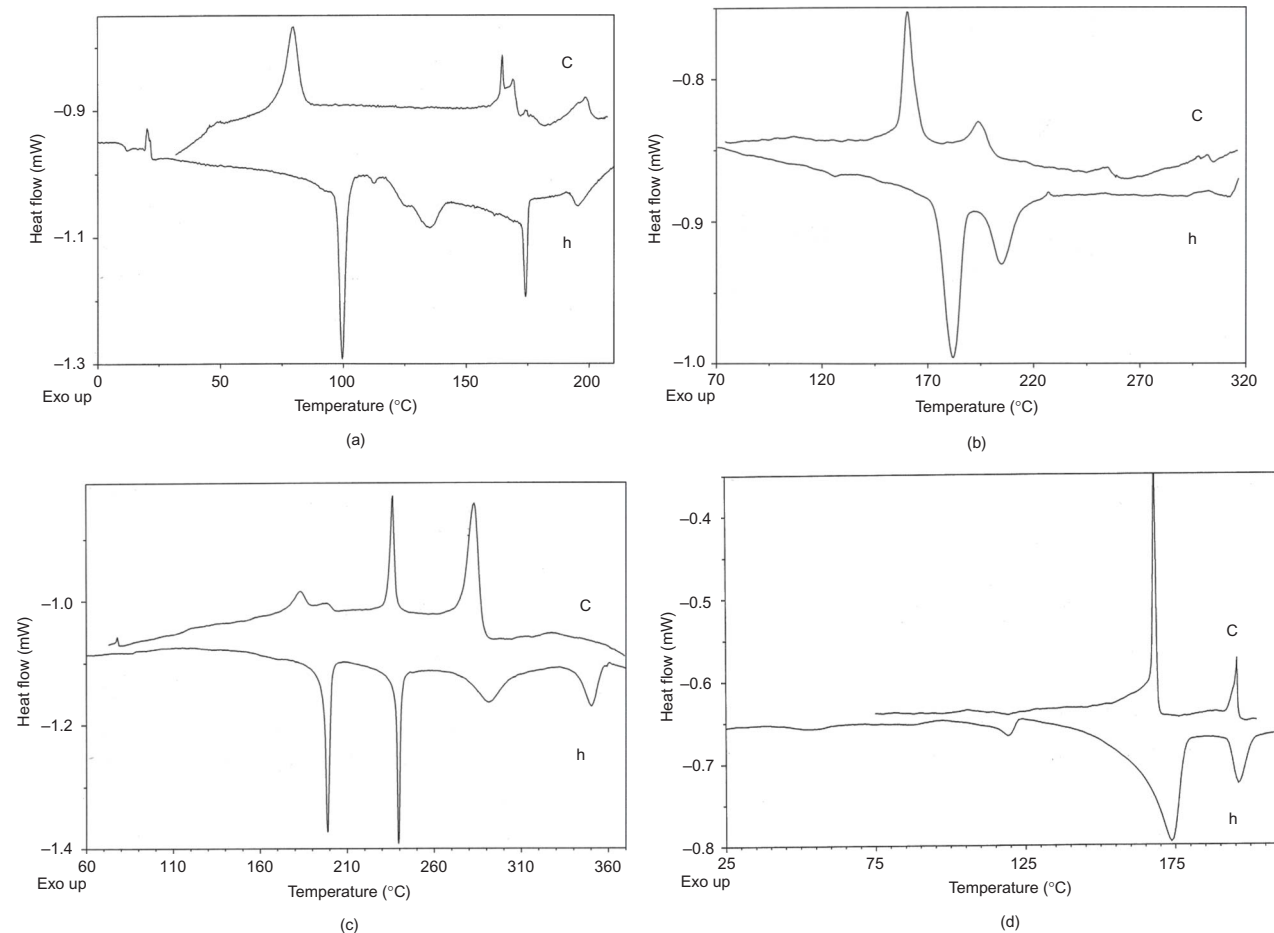 C
−0.9
Heat flow (mW)
−1.1
h
−1.3
0 50 100 150 200
Exo up
Temperature (°C)
(a)
−0.8
C
Heat flow (mW)
−0.9
h
−1.0
70 120 170 220 270 320
Exo up
Temperature (°C)
(b)
−1.0
C
Heat flow (mW)
−1.2
h
−1.4
60 110 160 210 260 310 360
Exo up
Temperature (°C)
(c)
−0.4
−0.5
Heat flow (mW)
−0.6
C
−0.7
h
−0.8
25 75 125 175
Exo up
Temperature (°C)
(d)